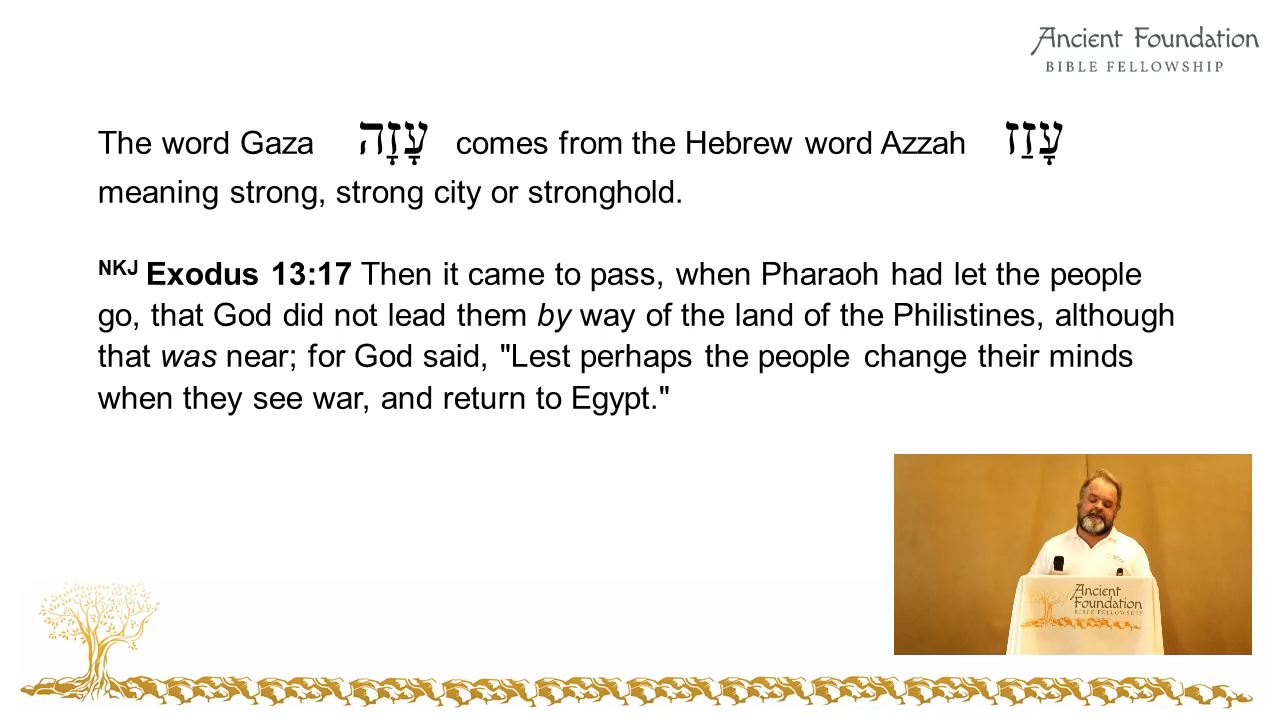 Ancient Foundation
BIBLE FELLOWSHIP
The word Gaza עָזָה comes from the Hebrew word Azzah עָזַז
meaning strong, strong city or stronghold.
NKJ Exodus 13:17 Then it came to pass, when Pharaoh had let the people
go, that God did not lead them by way of the land of the Philistines, although
that was near; for God said, "Lest perhaps the people change their minds
when they see war, and return to Egypt."
Ancient
Foundation
BIBLE FELLOWSHIP